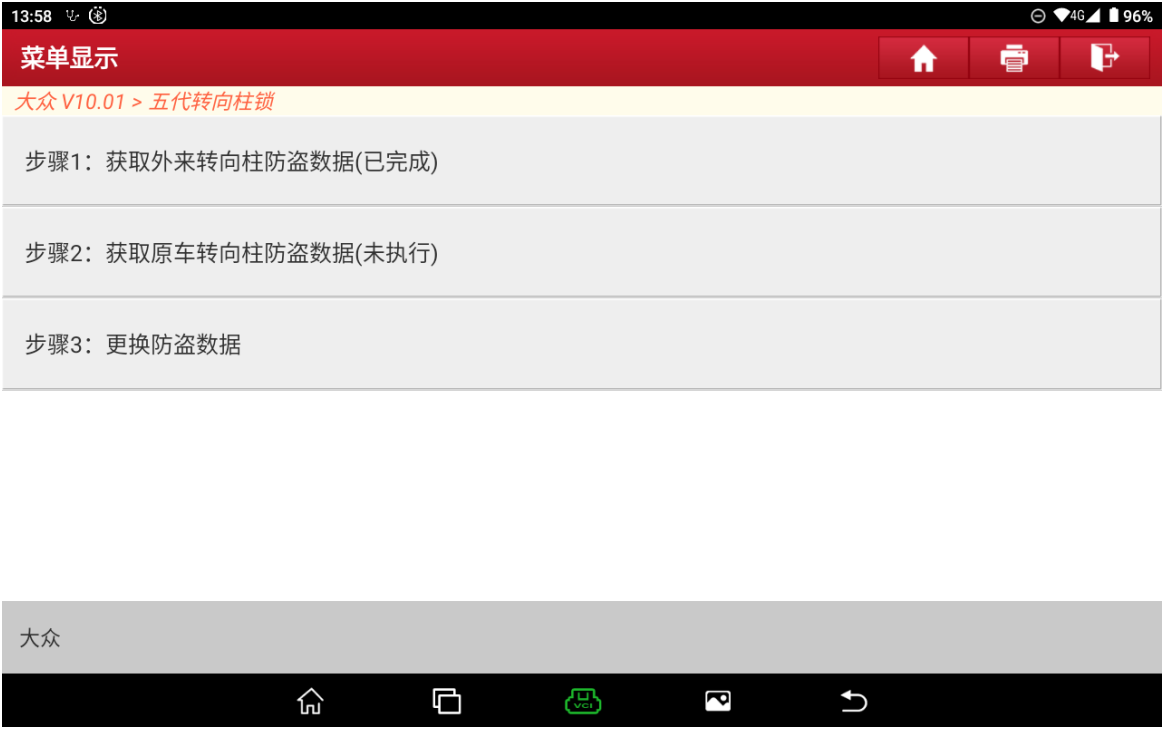 13:58
4G 96%
菜单显示
大众 V10.01 > 五代转向柱锁
步骤1：获取外来转向柱防盗数据(已完成)
步骤2：获取原车转向柱防盗数据(未执行)
步骤3：更换防盗数据
大众
VCI